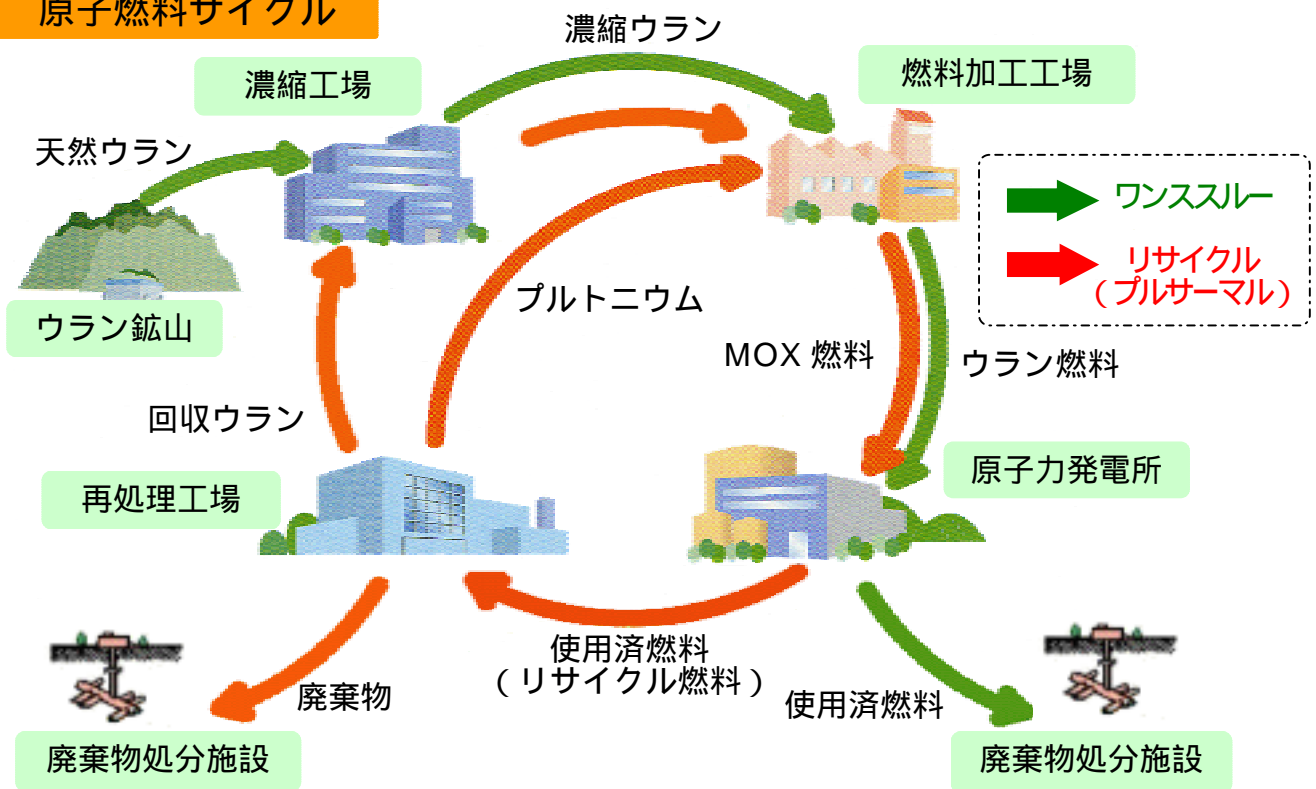 原子燃料サイクル
濃縮ウラン
濃縮工場
燃料加工工場
天然ウラン
ワンススルー
リサイクル
(プルサーマル)
プルトニウム
ウラン鉱山
MOX 燃料
ウラン燃料
回収ウラン
原子力発電所
再処理工場
使用済燃料
(リサイクル燃料)
廃棄物
使用済燃料
廃棄物処分施設
廃棄物処分施設